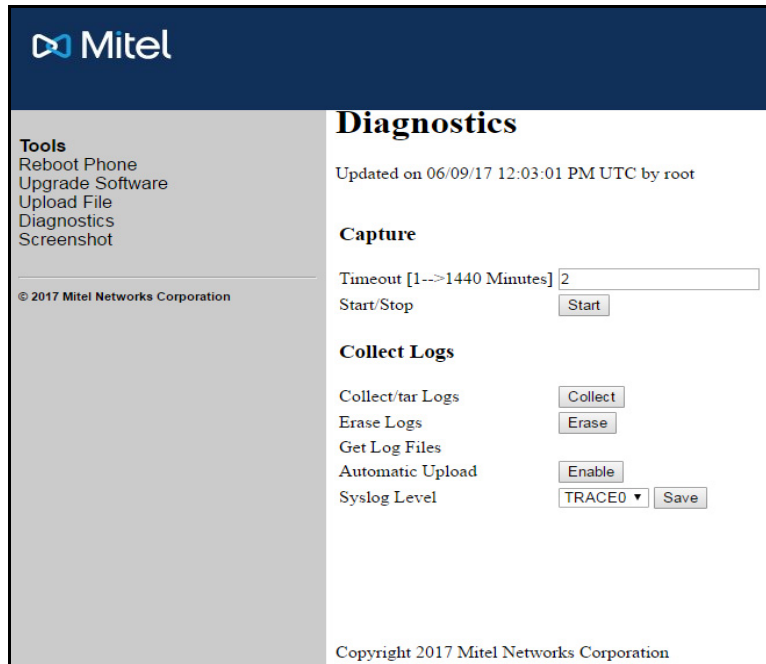 Mitel
Tools
Reboot Phone
Upgrade Software
Upload File
Diagnostics
Screenshot
© 2017 Mitel Networks Corporation
Diagnostics
Updated on 06/09/17 12:03:01 PM UTC by root
Capture
Timeout [1-->1440 Minutes] 2
Start/Stop Start
Collect Logs
Collect/tar Logs Collect
Erase Logs Erase
Get Log Files
Automatic Upload Enable
Syslog Level TRACE0 ▼ Save
Copyright 2017 Mitel Networks Corporation